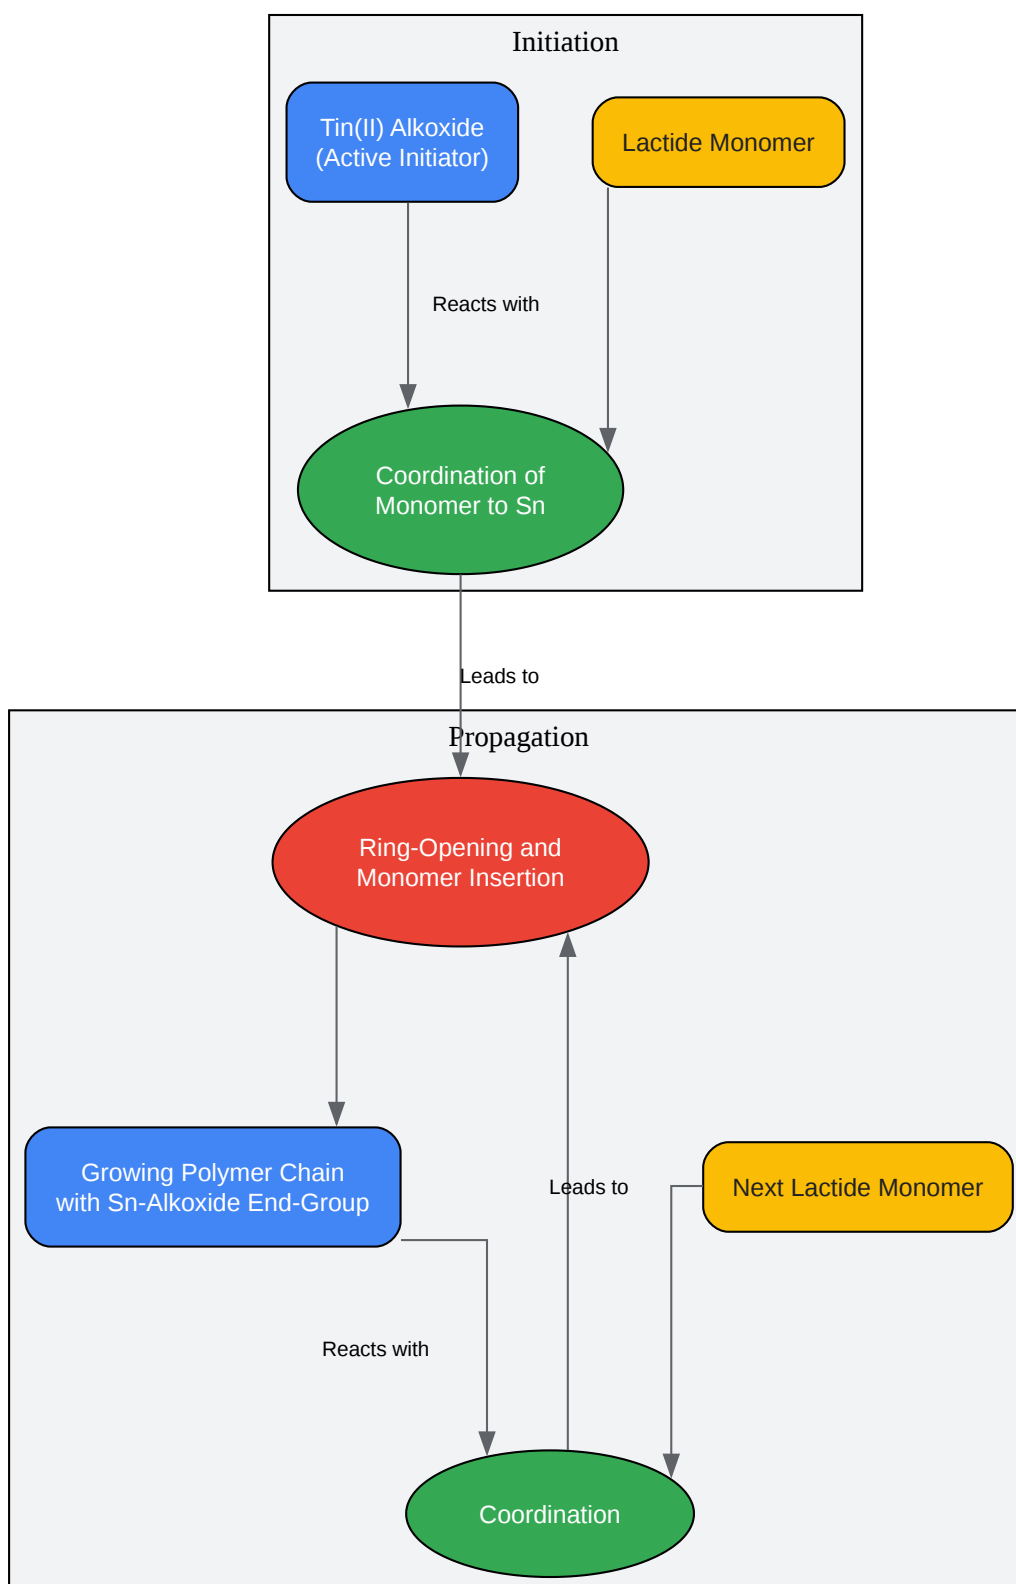 Initiation
Tin(II) Alkoxide
(Active Initiator)
Lactide Monomer
Reacts with
Coordination of
Monomer to Sn
Leads to
Propagation
Ring-Opening and
Monomer Insertion
Growing Polymer Chain
with Sn-Alkoxide End-Group
Leads to
Next Lactide Monomer
Reacts with
Coordination